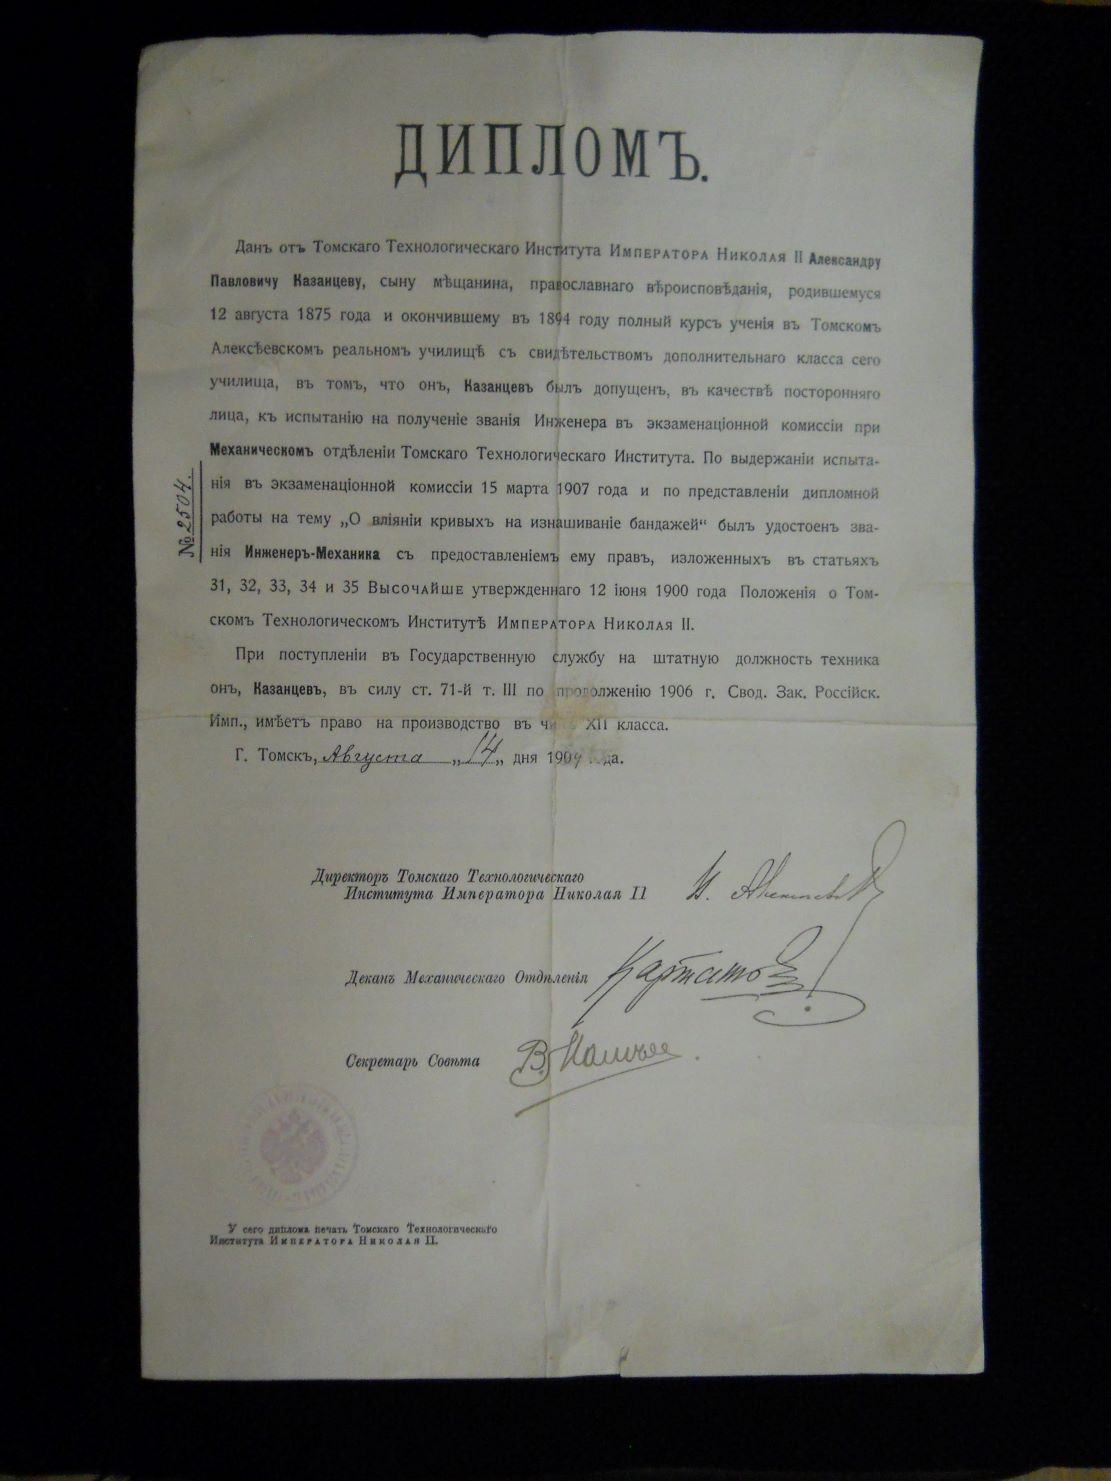 ДИПЛОМЪ.
Данъ отъ Томскаго Технологическаго Института Императора Николая II Александру
Павловичу Казанцеву, сыну мѣщанина, православнаго вѣроисповѣданія, родившемуся
12 августа 1875 года и окончившему въ 1894 году полный курсъ ученія въ Томскомъ
Алексѣевскомъ реальномъ училищѣ съ свидѣтельствомъ дополнительнаго класса сего
училища, въ томъ, что онъ, Казанцевъ былъ допущенъ, въ качествѣ посторонняго
лица, къ испытанію на полученіе званія Инженера въ экзаменаціонной комиссіи при
Механическомъ отдѣленіи Томскаго Технологическаго Института. По выдержаніи испыта-
нія въ экзаменаціонной комиссіи 15 марта 1907 года и по представленіи дипломной
работы на тему „О вліяніи кривыхъ на изнашиваніе бандажей“ былъ удостоенъ зва-
нія Инженеръ-Механика съ предоставленіемъ ему правъ, изложенныхъ въ статьяхъ
31, 32, 33, 34 и 35 Высочайше утвержденнаго 12 іюня 1900 года Положенія о Том-
скомъ Технологическомъ Институтѣ Императора Николая II.
При поступленіи въ Государственную службу на штатную должность техника
онъ, Казанцевъ, въ силу ст. 71-й т. III по продолженію 1906 г. Свод. Зак. Россійск.
Имп., имѣетъ право на производство въ XII класса.
Г. Томскъ, Августа „14„ дня
№ 2504.
Директоръ Томскаго Технологическаго
Института Императора Николая II
Деканъ Механическаго Отдѣленія
Секретарь Совѣта
У сего диплома печать Томскаго Технологическаго
Института Императора Николая II.